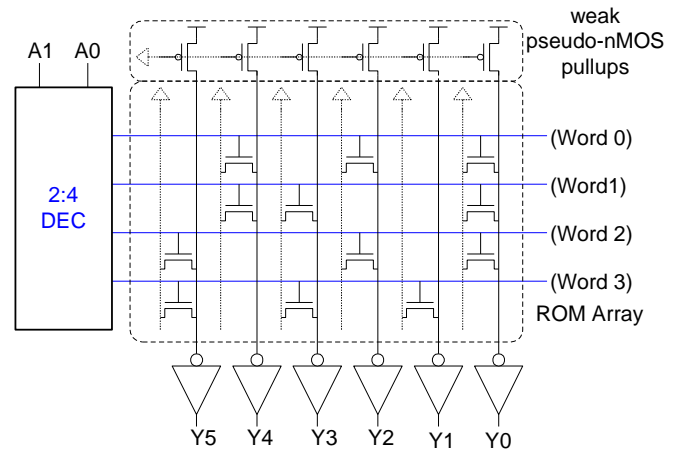 weak
pseudo-nMOS
pullups
A1 A0
2:4
DEC
(Word 0)
(Word1)
(Word 2)
(Word 3)
ROM Array
Y5 Y4 Y3 Y2 Y1 Y0